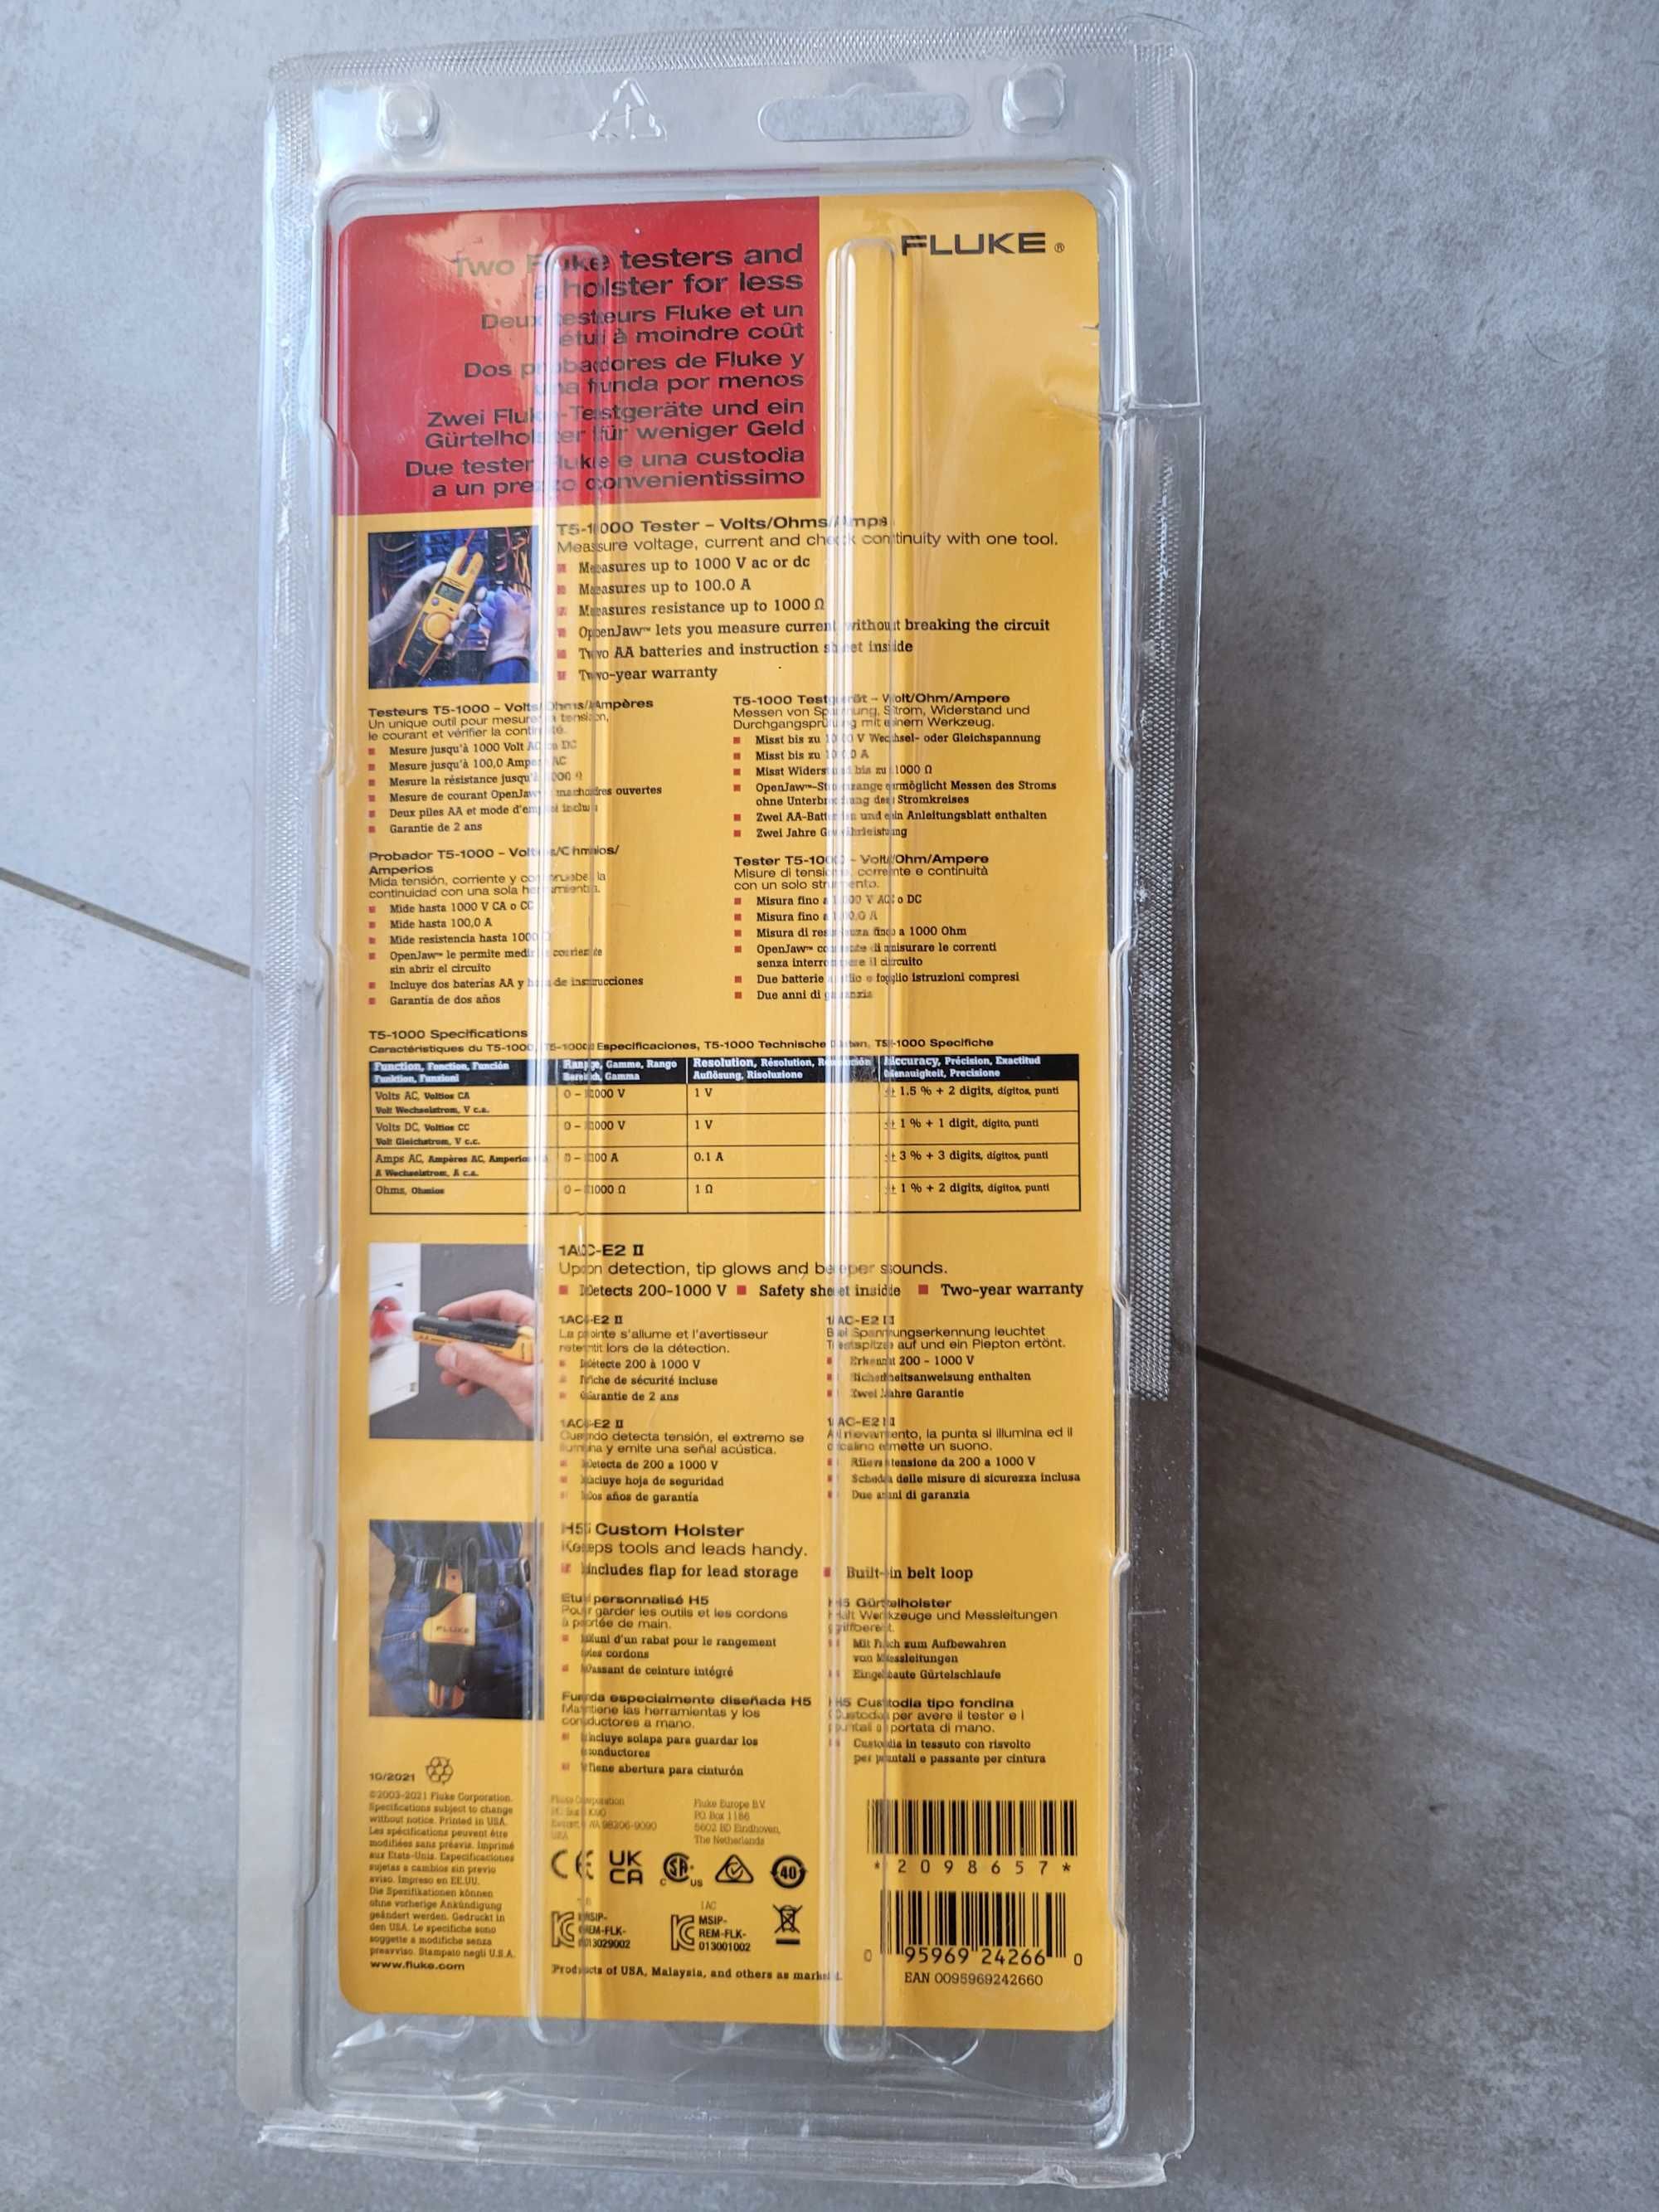 FLUKE®
Two Fluke testers and
a holster for less
Deux testeurs Fluke et un
étui à moindre coût
Dos probadores de Fluke y
una funda por menos
Zwei Fluke-Testgeräte und ein
Gürtelholster für weniger Geld
Due tester Fluke e una custodia
a un prezzo convenientissimo
T5-1000 Tester – Volts/Ohms/Amps
Measure voltage, current and check continuity with one tool.
Measures up to 1000 V ac or dc
Measures up to 100.0 A
Measures resistance up to 1000 Ω
OpenJaw™ lets you measure current without breaking the circuit
Two AA batteries and instruction sheet inside
Two-year warranty
Testeurs T5-1000 – Volts/Ohms/Ampères
Un unique outil pour mesurer la tension,
le courant et vérifier la continuité.
Mesure jusqu'à 1000 Volt AC ou DC
Mesure jusqu'à 100,0 Amps AC
Mesure la résistance jusqu'à 1000 Ω
Mesure de courant OpenJaw™ machoires ouvertes
Deux piles AA et mode d'emploi inclus
Garantie de 2 ans
T5-1000 Testgerät – Volt/Ohm/Ampere
Messen von Spannung, Strom, Widerstand und
Durchgangsprüfung mit einem Werkzeug.
Misst bis zu 1000 V Wechsel- oder Gleichspannung
Misst bis zu 100.0 A
Misst Widerstand bis zu 1000 Ω
OpenJaw™-Stromzange ermöglicht Messen des Stroms
ohne Unterbrechung des Stromkreises
Zwei AA-Batterien und ein Anleitungsblatt enthalten
Zwei Jahre Gewährleistung
Probador T5-1000 – Voltios/Ohmios/
Amperios
Mida tensión, corriente y compruebe la
continuidad con una sola herramienta.
Mide hasta 1000 V CA o CC
Mide hasta 100,0 A
Mide resistencia hasta 1000 Ω
OpenJaw™ le permite medir corriente
sin abrir el circuito
Incluye dos baterías AA y hoja de instrucciones
Garantía de dos años
Tester T5-1000 – Volt/Ohm/Ampere
Misure di tensione, corrente e continuità
con un solo strumento.
Misura fino a 1000 V AC o DC
Misura fino a 100.0 A
Misura di resistenza fino a 1000 Ohm
OpenJaw™ consente di misurare le correnti
senza interrompere il circuito
Due batterie stilo e foglio istruzioni compresi
Due anni di garanzia
T5-1000 Specifications
Caractéristiques du T5-1000, T5-1000 Especificaciones, T5-1000 Technische Daten, T5-1000 Specifiche
Function, Fonction, Función Range, Gamme, Rango Resolution, Résolution, Resolución Accuracy, Précision, Exactitud
Funktion, Funzioni Bereich, Gamma Auflösung, Risoluzione Genauigkeit, Precisione
Volts AC, Voltios CA 0 – 1000 V 1 V ± 1.5 % + 2 digits, dígitos, punti
Volt Wechselstrom, V c.a.
Volts DC, Voltios CC 0 – 1000 V 1 V ± 1 % + 1 digit, dígito, punti
Volt Gleichstrom, V c.c.
Amps AC, Ampères AC, Amperios 0 – 100 A 0.1 A ± 3 % + 3 digits, dígitos, punti
A Wechselstrom, A c.a.
Ohms, Ohmios 0 – 1000 Ω 1 Ω ± 1 % + 2 digits, dígitos, punti
1AC-E2 II
Upon detection, tip glows and beeper sounds.
Detects 200-1000 V Safety sheet inside Two-year warranty
1AC-E2 II
La pointe s'allume et l'avertisseur
retentit lors de la détection.
Détecte 200 à 1000 V
Fiche de sécurité incluse
Garantie de 2 ans
1AC-E2 II
Bei Spannungserkennung leuchtet
Testspitze auf und ein Piepton ertönt.
Erkennt 200 - 1000 V
Sicherheitsanweisung enthalten
Zwei Jahre Garantie
1AC-E2 II
Cuando detecta tensión, el extremo se
ilumina y emite una señal acústica.
Detecta de 200 a 1000 V
Incluye hoja de seguridad
Dos años de garantía
1AC-E2 II
Al rilevamento, la punta si illumina ed il
cicalino emette un suono.
Rileva tensione da 200 a 1000 V
Scheda delle misure di sicurezza inclusa
Due anni di garanzia
H5 Custom Holster
Keeps tools and leads handy.
Includes flap for lead storage Built-in belt loop
Etui personnalisé H5
Pour garder les outils et les cordons
à portée de main.
Muni d'un rabat pour le rangement
des cordons
Passant de ceinture intégré
H5 Gürtelholster
Hält Werkzeuge und Messleitungen
griffbereit.
Mit Fach zum Aufbewahren
von Messleitungen
Eingebaute Gürtelschlaufe
Funda especialmente diseñada H5
Mantiene las herramientas y los
conductores a mano.
Incluye solapa para guardar los
conductores
Tiene abertura para cinturón
H5 Custodia tipo fondina
Custodia per avere il tester e i
puntali a portata di mano.
Custodia in tessuto con risvolto
per puntali e passante per cintura
FLUKE
10/2021
©2003-2021 Fluke Corporation.
Specifications subject to change
without notice. Printed in USA.
Les spécifications peuvent être
modifiées sans préavis. Imprimé
aux Etats-Unis. Especificaciones
sujetas a cambios sin previo
aviso. Impreso en EE.UU.
Die Spezifikationen können
ohne vorherige Ankündigung
geändert werden. Gedruckt in
den USA. Le specifiche sono
soggette a modifiche senza
preavviso. Stampato negli U.S.A.
www.fluke.com
Fluke Corporation
98206-9090
USA
Fluke Europe B.V.
PO Box 1186
5602 BD Eindhoven,
The Netherlands
CE UK CA C SA US 40
MSIP-
REM-FLK-
013029002
1AC
MSIP-
REM-FLK-
013001002
Products of USA, Malaysia, and others as marked.
*2098657*
0 95969 24266 0
EAN 0095969242660